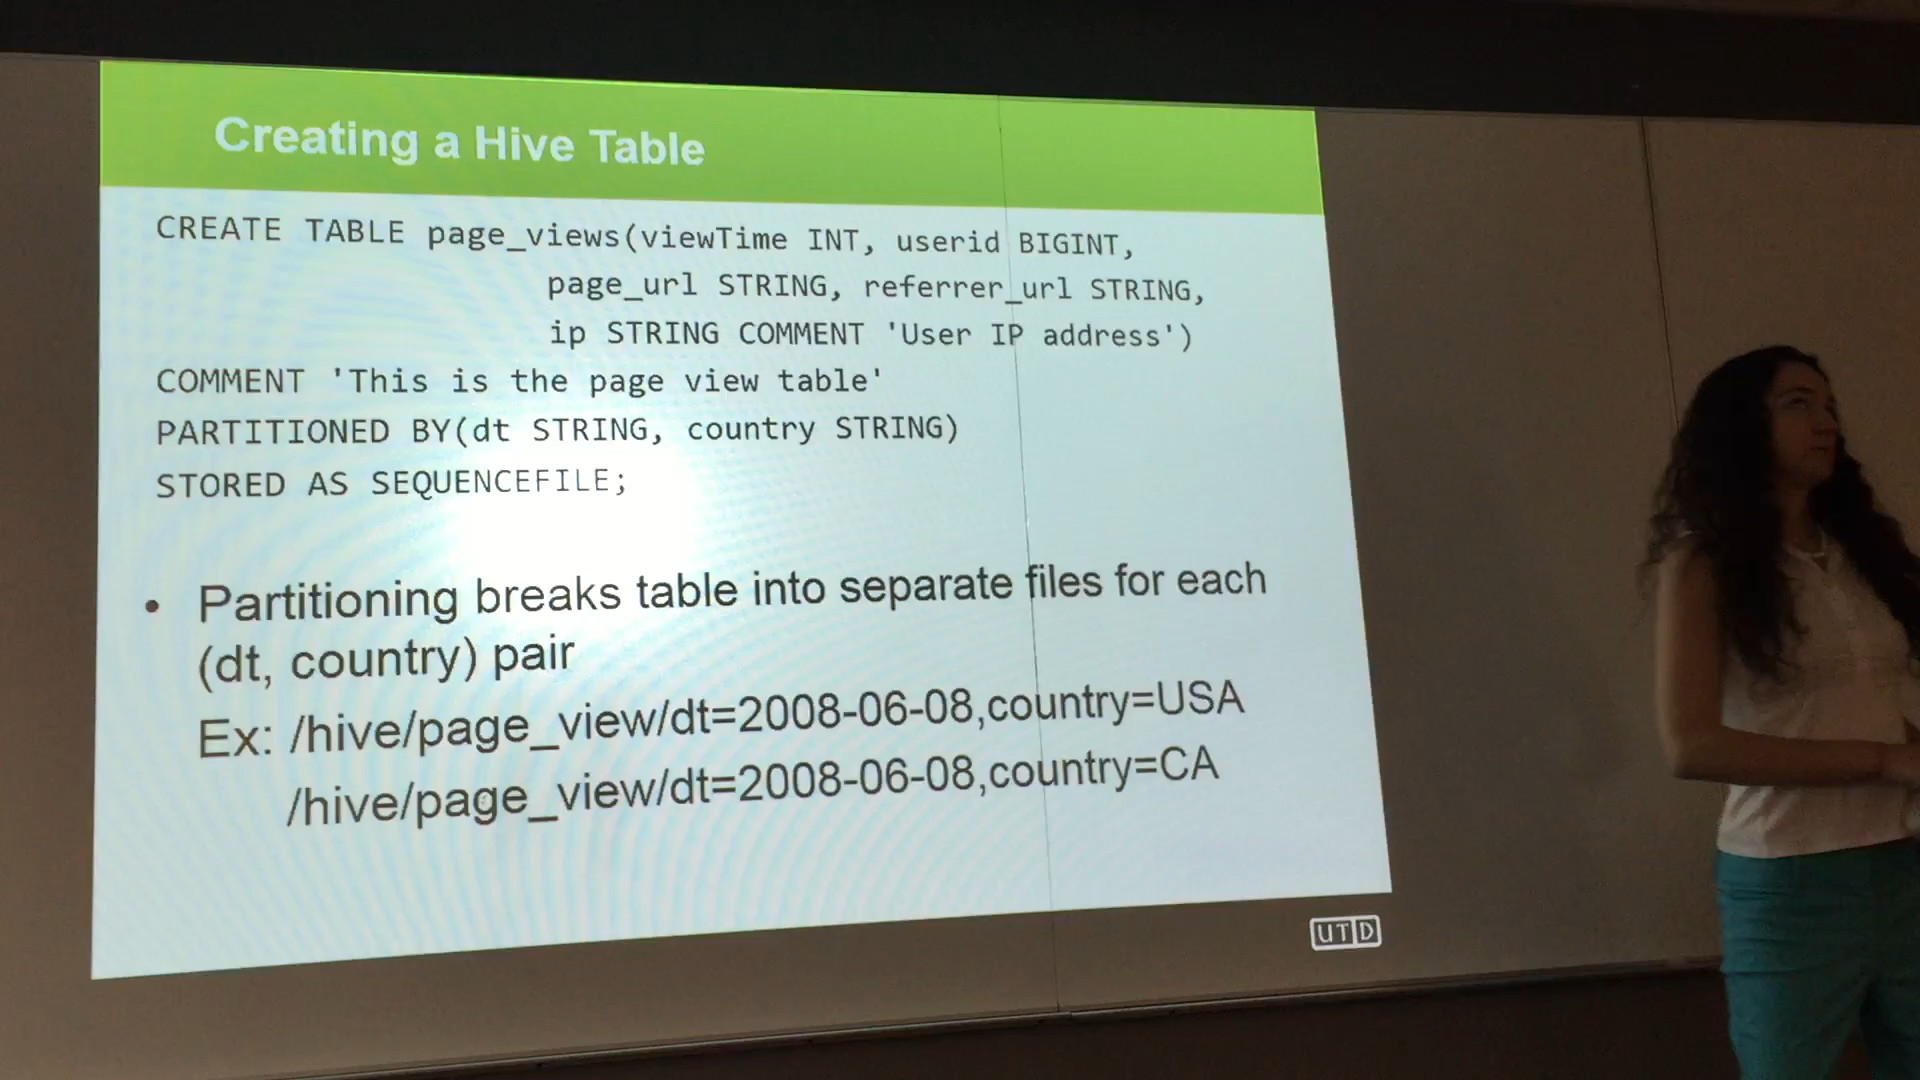 Creating a Hive Table
CREATE TABLE page_views(viewTime INT, userid BIGINT,
page_url STRING, referrer_url STRING,
ip STRING COMMENT 'User IP address')
COMMENT 'This is the page view table'
PARTITIONED BY(dt STRING, country STRING)
STORED AS SEQUENCEFILE;
• Partitioning breaks table into separate files for each
(dt, country) pair
Ex: /hive/page_view/dt=2008-06-08,country=USA
/hive/page_view/dt=2008-06-08,country=CA
UTD